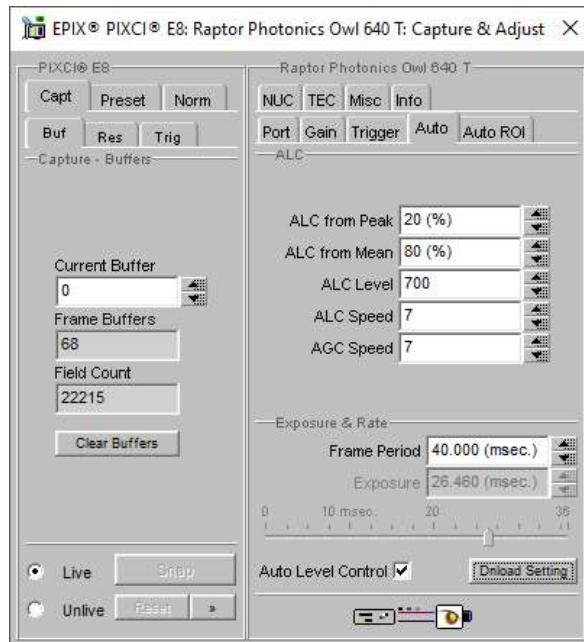 EPIX® PIXCI® E8: Raptor Photonics Owl 640 T: Capture & Adjust
PIXCI® E8
Capt Preset Norm
Buf Res Trig
Capture - Buffers
Current Buffer
0
Frame Buffers
68
Field Count
22215
Clear Buffers
Live Snap
Unlive Reset »
Raptor Photonics Owl 640 T
NUC TEC Misc Info
Port Gain Trigger Auto Auto ROI
ALC
ALC from Peak 20 (%)
ALC from Mean 80 (%)
ALC Level 700
ALC Speed 7
AGC Speed 7
Exposure & Rate
Frame Period 40.000 (msec.)
Exposure 26.460 (msec.)
0 10 msec. 20 36
Auto Level Control Dnload Setting